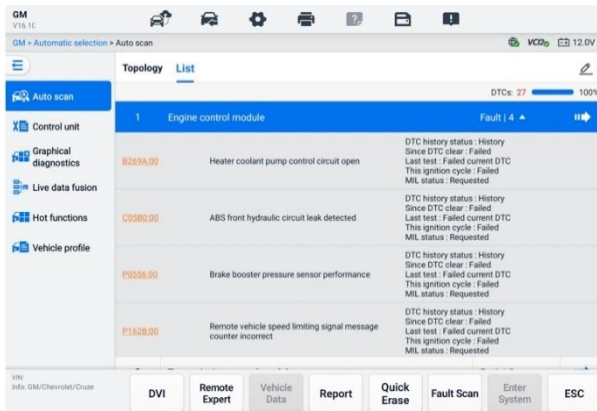 GM
V16.1C
GM > Automatic selection > Auto scan
VCI
12.0V
Topology List
DTCs: 27 100%
Auto scan
Control unit
Graphical
diagnostics
Live data fusion
Hot functions
Vehicle profile
1 Engine control module Fault | 4
B269A:00 Heater coolant pump control circuit open
DTC history status : History
Since DTC clear : Failed
Last test : Failed current DTC
This ignition cycle : Failed
MIL status : Requested
C05B0:00 ABS front hydraulic circuit leak detected
DTC history status : History
Since DTC clear : Failed
Last test : Failed current DTC
This ignition cycle : Failed
MIL status : Requested
P0556:00 Brake booster pressure sensor performance
DTC history status : History
Since DTC clear : Failed
Last test : Failed current DTC
This ignition cycle : Failed
MIL status : Requested
P162B:00 Remote vehicle speed limiting signal message
counter incorrect
DTC history status : History
Since DTC clear : Failed
Last test : Failed current DTC
This ignition cycle : Failed
MIL status : Requested
VIN:
Info: GM/Chevrolet/Cruze
DVI
Remote
Expert
Vehicle
Data
Report
Quick
Erase
Fault Scan
Enter
System
ESC